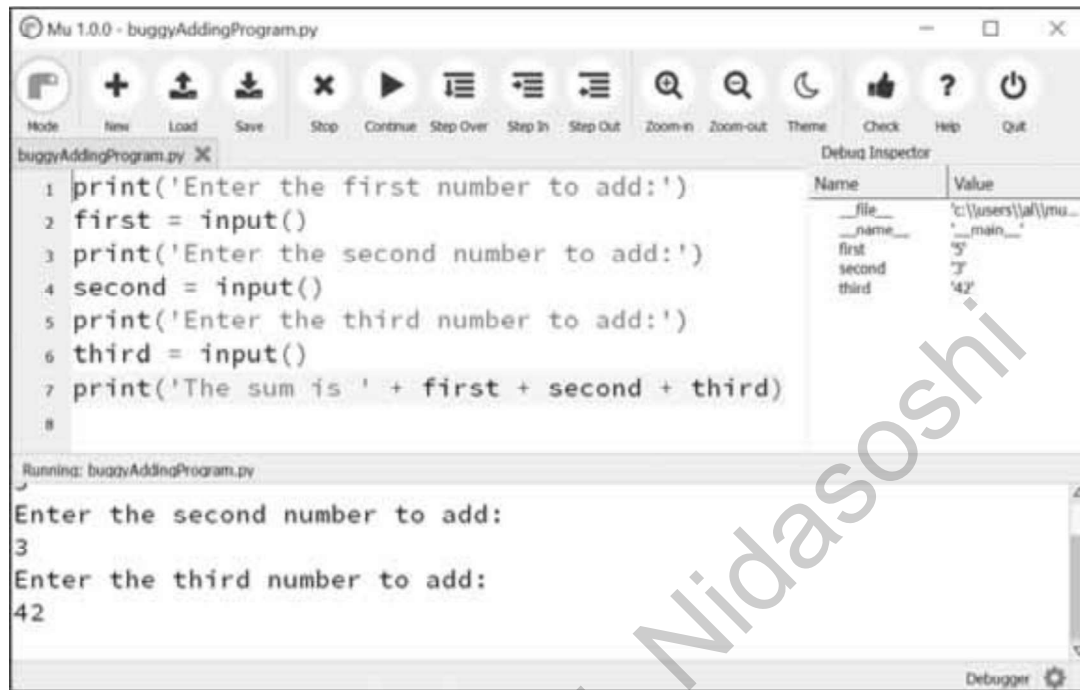 Mu 1.0.0 - buggyAddingProgram.py
Mode New Load Save Stop Continue Step Over Step In Step Out Zoom-in Zoom-out Theme Check Help Quit
buggyAddingProgram.py
Debug Inspector
1 print('Enter the first number to add:')
2 first = input()
3 print('Enter the second number to add:')
4 second = input()
5 print('Enter the third number to add:')
6 third = input()
7 print('The sum is ' + first + second + third)
8
Name Value
__file__ 'c:\\users\\al\\mu...
__name__ '__main__'
first '5'
second '3'
third '42'
Running: buggyAddingProgram.py
Enter the second number to add:
3
Enter the third number to add:
42
Debugger
Nidasoshi